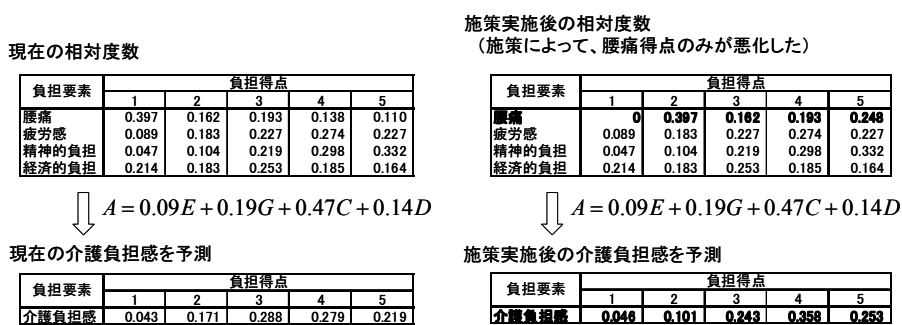 現在の相対度数
負担要素 負担得点
1 2 3 4 5
腰痛 0.397 0.162 0.193 0.138 0.110
疲労感 0.089 0.183 0.227 0.274 0.227
精神的負担 0.047 0.104 0.219 0.298 0.332
経済的負担 0.214 0.183 0.253 0.185 0.164
A = 0.09E + 0.19G + 0.47C + 0.14D
現在の介護負担感を予測
負担要素 負担得点
1 2 3 4 5
介護負担感 0.043 0.171 0.288 0.279 0.219
施策実施後の相対度数
(施策によって、腰痛得点のみが悪化した)
負担要素 負担得点
1 2 3 4 5
腰痛 0 0.397 0.162 0.193 0.248
疲労感 0.089 0.183 0.227 0.274 0.227
精神的負担 0.047 0.104 0.219 0.298 0.332
経済的負担 0.214 0.183 0.253 0.185 0.164
A = 0.09E + 0.19G + 0.47C + 0.14D
施策実施後の介護負担感を予測
負担要素 負担得点
1 2 3 4 5
介護負担感 0.046 0.101 0.243 0.358 0.253